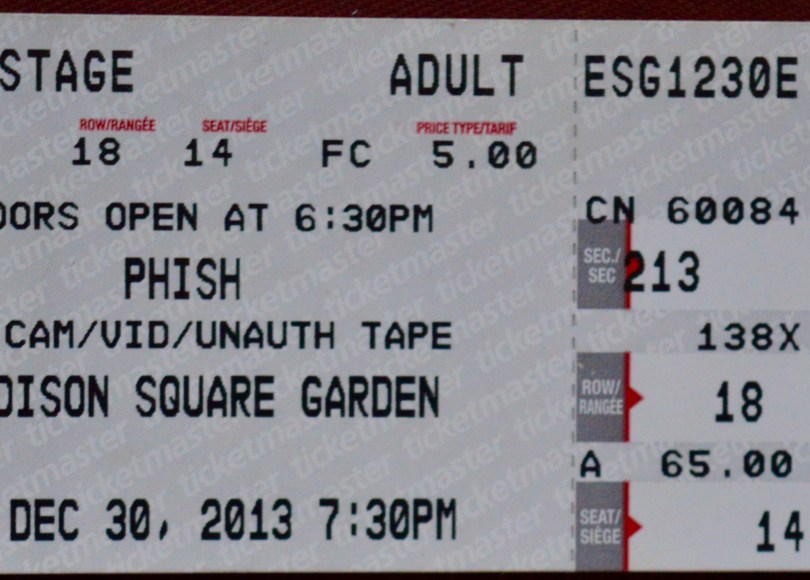 STAGE ADULT
ROW/RANGÉE SEAT/SIÈGE PRICE TYPE/TARIF
18 14 FC 5.00
OORS OPEN AT 6:30PM
PHISH
CAM/VID/UNAUTH TAPE
DISON SQUARE GARDEN
DEC 30, 2013 7:30PM
ESG1230E
CN 60084
SEC./
SEC
213
138X
ROW/
RANGÉE
18
A 65.00
SEAT/
SIÈGE
14
ticketmaster